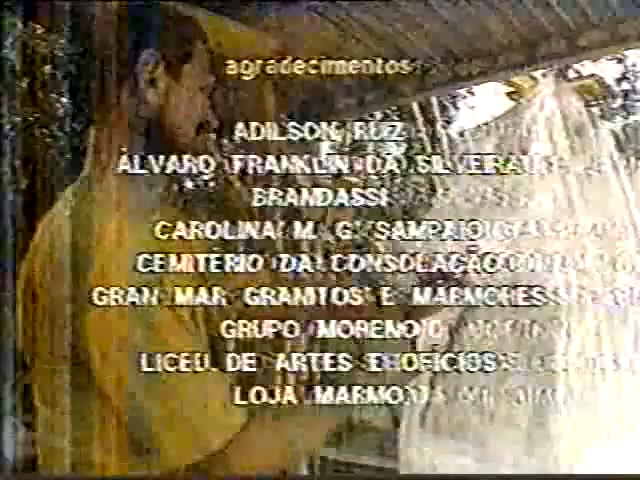 agradecimentos
ADILSON RUIZ
ÁLVARO FRANKLIN DA SILVEIRA
BRANDASSI
CAROLINA M. G. SAMPAIO
CEMITÉRIO DA CONSOLAÇÃO
GRAN MAR GRANITOS E MÁRMORES
GRUPO MORENO
LICEU DE ARTES E OFÍCIOS
LOJA MARMO